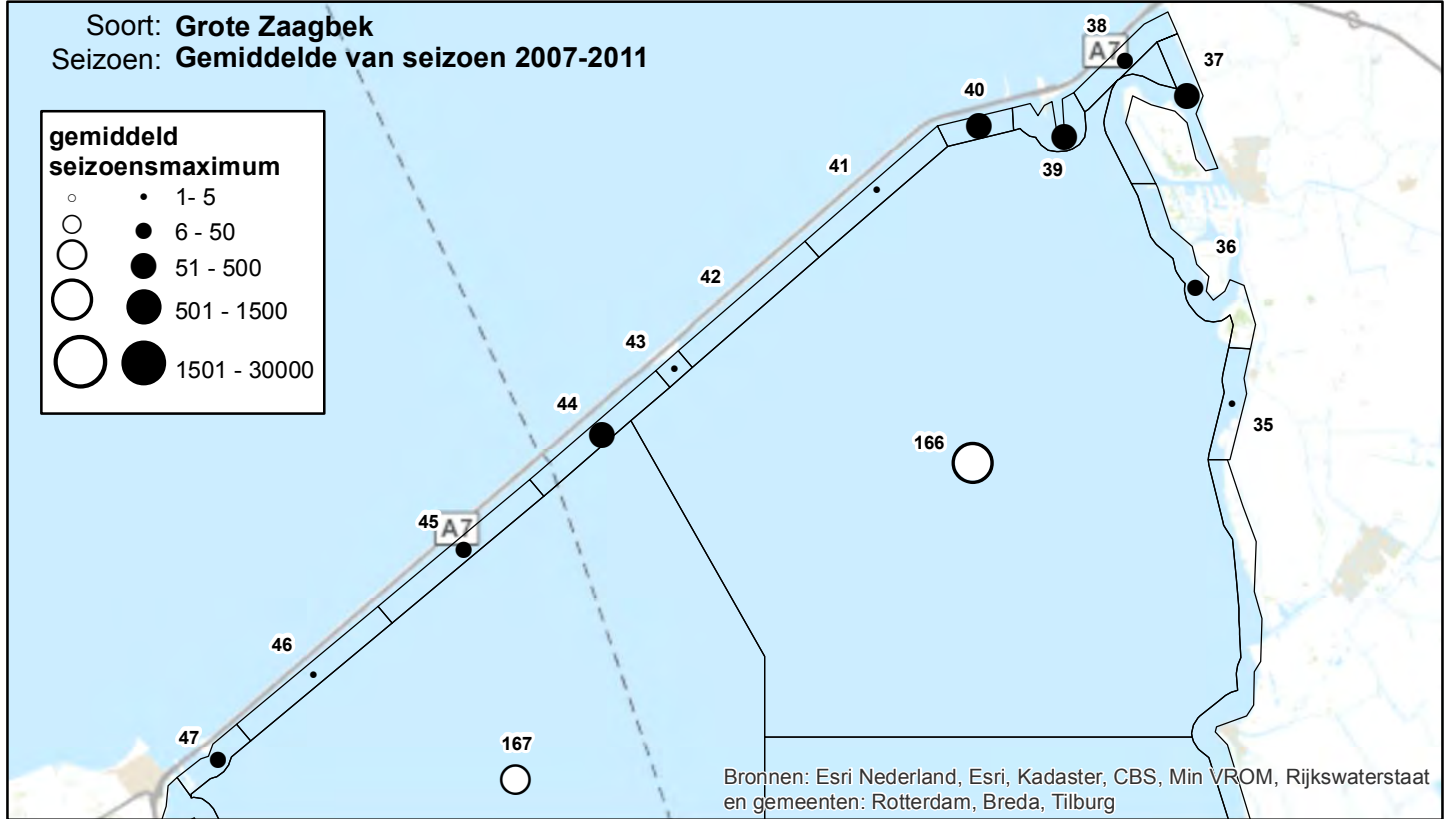 Soort: Grote Zaagbek
Seizoen: Gemiddelde van seizoen 2007-2011
gemiddeld
seizoensmaximum
1- 5
6 - 50
51 - 500
501 - 1500
1501 - 30000
38
A7
37
40
39
41
36
42
43
44
35
166
45
A7
46
47
167
Bronnen: Esri Nederland, Esri, Kadaster, CBS, Min VROM, Rijkswaterstaat
en gemeenten: Rotterdam, Breda, Tilburg